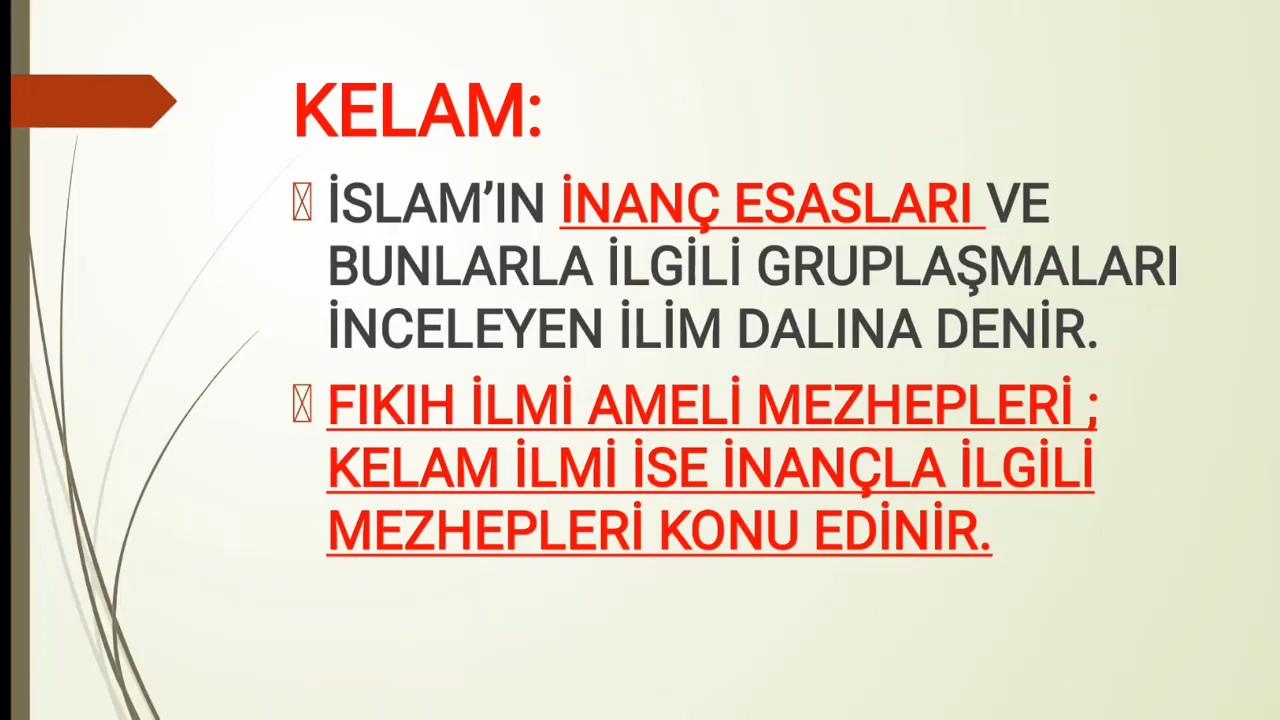 KELAM:
İSLAM’IN İNANÇ ESASLARI VE
BUNLARLA İLGİLİ GRUPLAŞMALARI
İNCELEYEN İLİM DALINA DENİR.
FIKIH İLMİ AMELİ MEZHEPLERİ ;
KELAM İLMİ İSE İNANÇLA İLGİLİ
MEZHEPLERİ KONU EDİNİR.